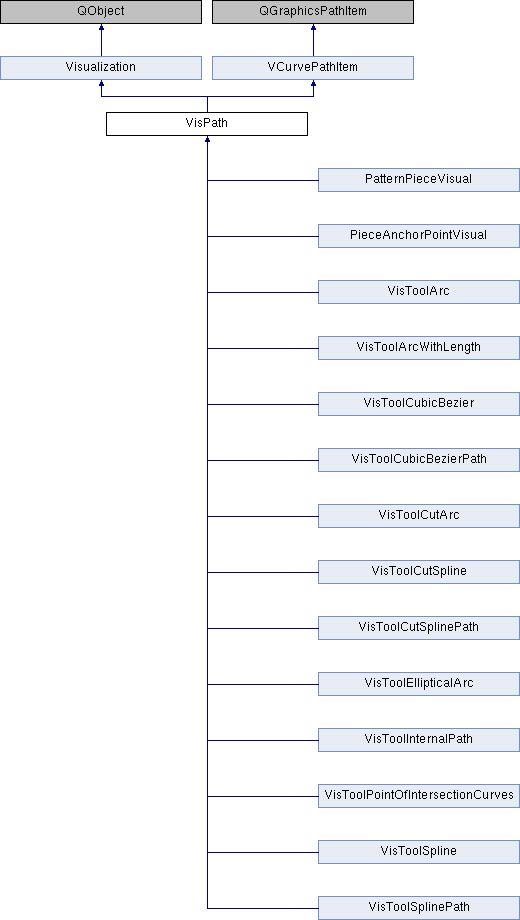 QObject
QGraphicsPathItem
Visualization
VCurvePathItem
VisPath
PatternPieceVisual
PieceAnchorPointVisual
VisToolArc
VisToolArcWithLength
VisToolCubicBezier
VisToolCubicBezierPath
VisToolCutArc
VisToolCutSpline
VisToolCutSplinePath
VisToolEllipticalArc
VisToolInternalPath
VisToolPointOfIntersectionCurves
VisToolSpline
VisToolSplinePath